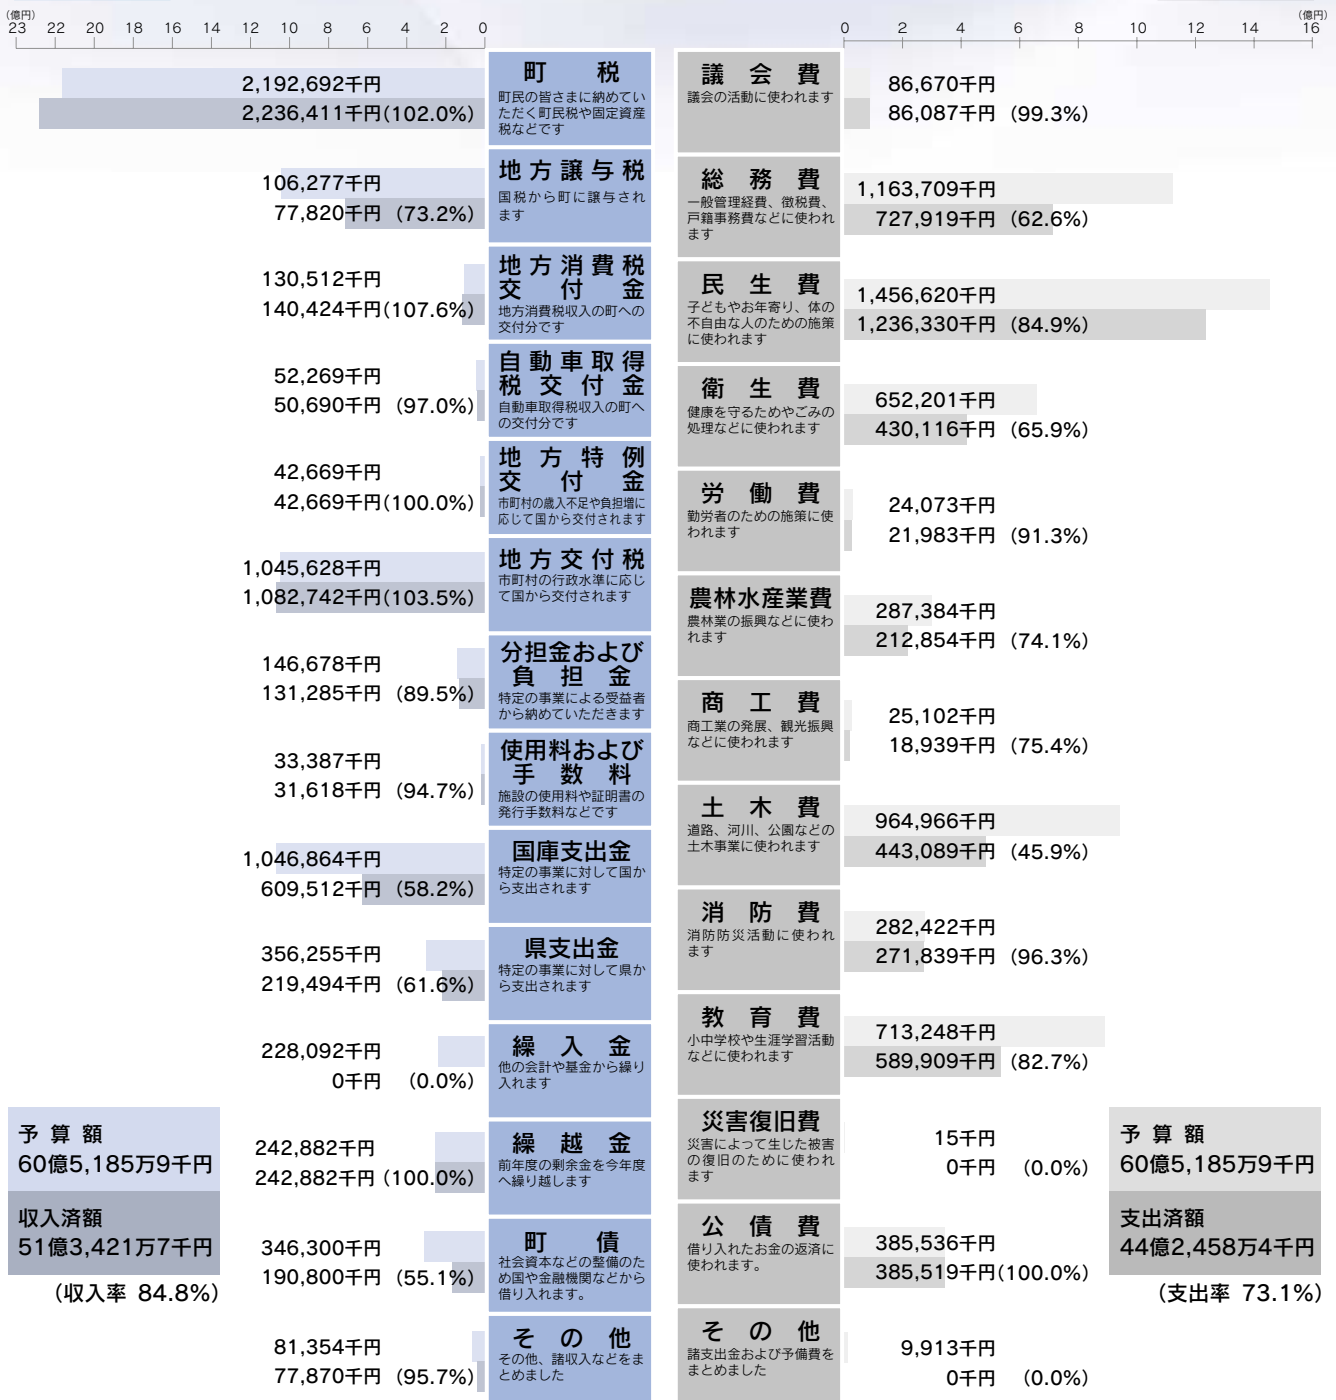 (億円)
23 22 20 18 16 14 12 10 8 6 4 2 0
2,192,692千円
2,236,411千円(102.0%)
町税
町民の皆さまに納めてい
ただく町民税や固定資産
税などです
106,277千円
77,820千円 (73.2%)
地方譲与税
国税から町に譲与され
ます
130,512千円
140,424千円(107.6%)
地方消費税
交付金
地方消費税収入の町への
交付分です
52,269千円
50,690千円 (97.0%)
自動車取得
税交付金
自動車取得税収入の町へ
の交付分です
42,669千円
42,669千円(100.0%)
地方特例
交付金
市町村の歳入不足や負担増に
応じて国から交付されます
1,045,628千円
1,082,742千円(103.5%)
地方交付税
市町村の行政水準に応じ
て国から交付されます
146,678千円
131,285千円 (89.5%)
分担金および
負担金
特定の事業による受益者
から納めていただきます
33,387千円
31,618千円 (94.7%)
使用料および
手数料
施設の使用料や証明書の
発行手数料などです
1,046,864千円
609,512千円 (58.2%)
国庫支出金
特定の事業に対して国か
ら支出されます
356,255千円
219,494千円 (61.6%)
県支出金
特定の事業に対して県か
ら支出されます
228,092千円
0千円 (0.0%)
繰入金
他の会計や基金から繰り
入れます
242,882千円
242,882千円 (100.0%)
繰越金
前年度の剰余金を今年度
へ繰り越します
346,300千円
190,800千円 (55.1%)
町債
社会資本などの整備のた
め国や金融機関などから
借り入れます。
81,354千円
77,870千円 (95.7%)
その他
その他、諸収入などをま
とめました
予算額
60億5,185万9千円
収入済額
51億3,421万7千円
(収入率 84.8%)
(億円)
0 2 4 6 8 10 12 14 16
議会費
議会の活動に使われます
86,670千円
86,087千円 (99.3%)
総務費
一般管理経費、徴税費、
戸籍事務費などに使われ
ます
1,163,709千円
727,919千円 (62.6%)
民生費
子どもやお年寄り、体の
不自由な人のための施策
に使われます
1,456,620千円
1,236,330千円 (84.9%)
衛生費
健康を守るためやごみの
処理などに使われます
652,201千円
430,116千円 (65.9%)
労働費
勤労者のための施策に使
われます
24,073千円
21,983千円 (91.3%)
農林水産業費
農林業の振興などに使わ
れます
287,384千円
212,854千円 (74.1%)
商工費
商工業の発展、観光振興
などに使われます
25,102千円
18,939千円 (75.4%)
土木費
道路、河川、公園などの
土木事業に使われます
964,966千円
443,089千円 (45.9%)
消防費
消防防災活動に使われ
ます
282,422千円
271,839千円 (96.3%)
教育費
小中学校や生涯学習活動
などに使われます
713,248千円
589,909千円 (82.7%)
災害復旧費
災害によって生じた被害
の復旧のために使われ
ます
15千円
0千円 (0.0%)
公債費
借り入れたお金の返済に
使われます。
385,536千円
385,519千円(100.0%)
その他
諸支出金および予備費を
まとめました
9,913千円
0千円 (0.0%)
予算額
60億5,185万9千円
支出済額
44億2,458万4千円
(支出率 73.1%)